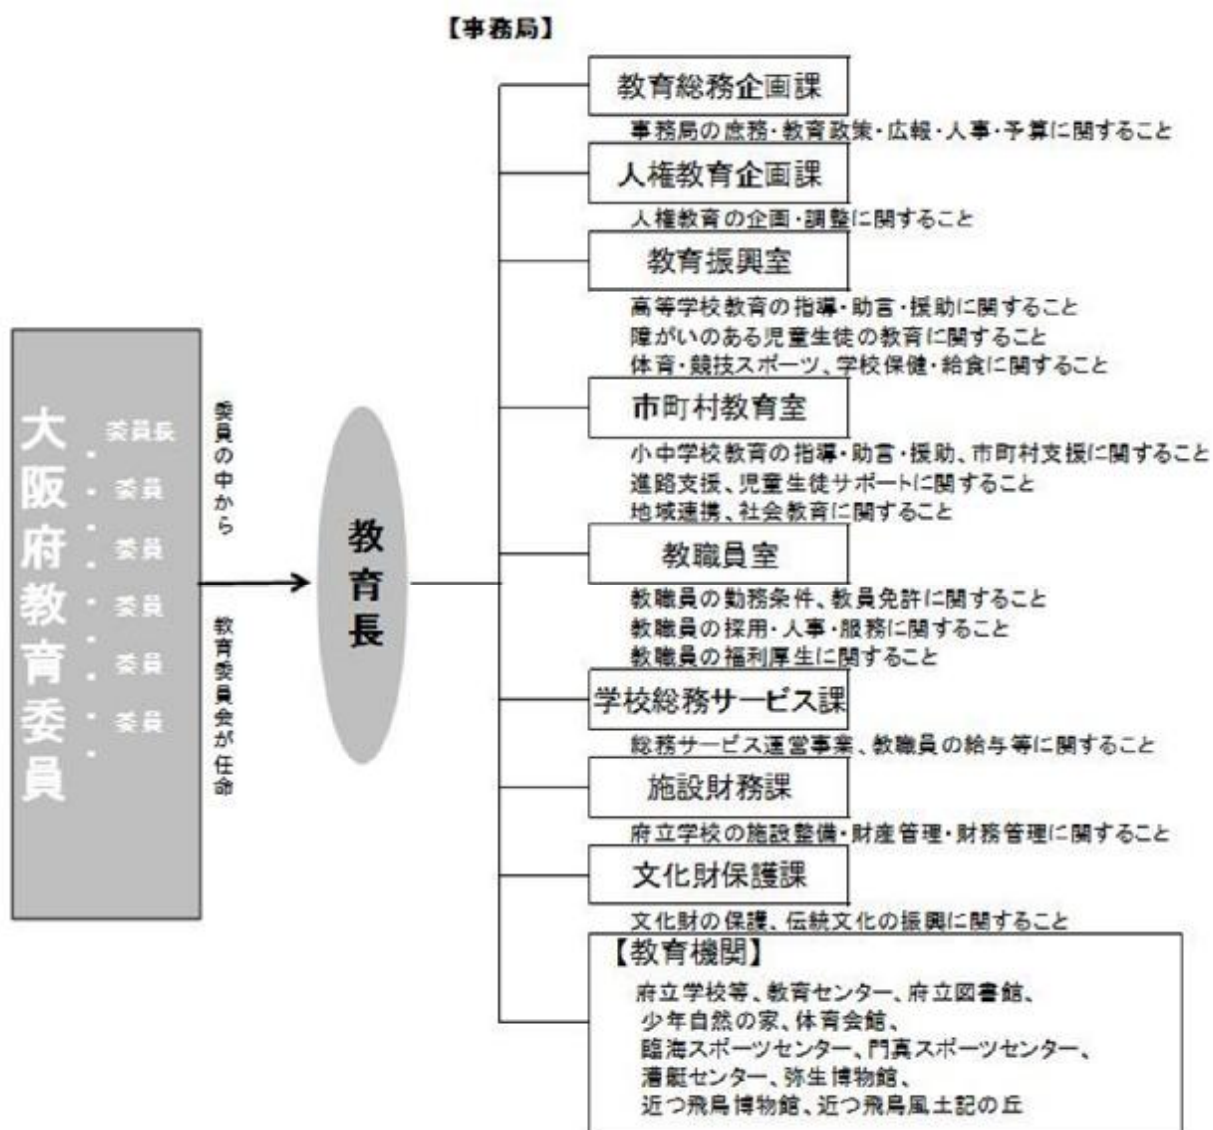 【事務局】
教育総務企画課
事務局の庶務・教育政策・広報・人事・予算に関すること
人権教育企画課
人権教育の企画・調整に関すること
教育振興室
高等学校教育の指導・助言・援助に関すること
障がいのある児童生徒の教育に関すること
体育・競技スポーツ、学校保健・給食に関すること
市町村教育室
小中学校教育の指導・助言・援助、市町村支援に関すること
進路支援、児童生徒サポートに関すること
地域連携、社会教育に関すること
教職員室
教職員の勤務条件、教員免許に関すること
教職員の採用・人事・服務に関すること
教職員の福利厚生に関すること
学校総務サービス課
総務サービス運営事業、教職員の給与等に関すること
施設財務課
府立学校の施設整備・財産管理・財務管理に関すること
文化財保護課
文化財の保護、伝統文化の振興に関すること
【教育機関】
府立学校等、教育センター、府立図書館、
少年自然の家、体育会館、
臨海スポーツセンター、門真スポーツセンター、
漕艇センター、弥生博物館、
近つ飛鳥博物館、近つ飛鳥風土記の丘
大阪府教育委員
委員長
委員
委員
委員
委員
委員
委員の中から
教育委員会が任命
教育長